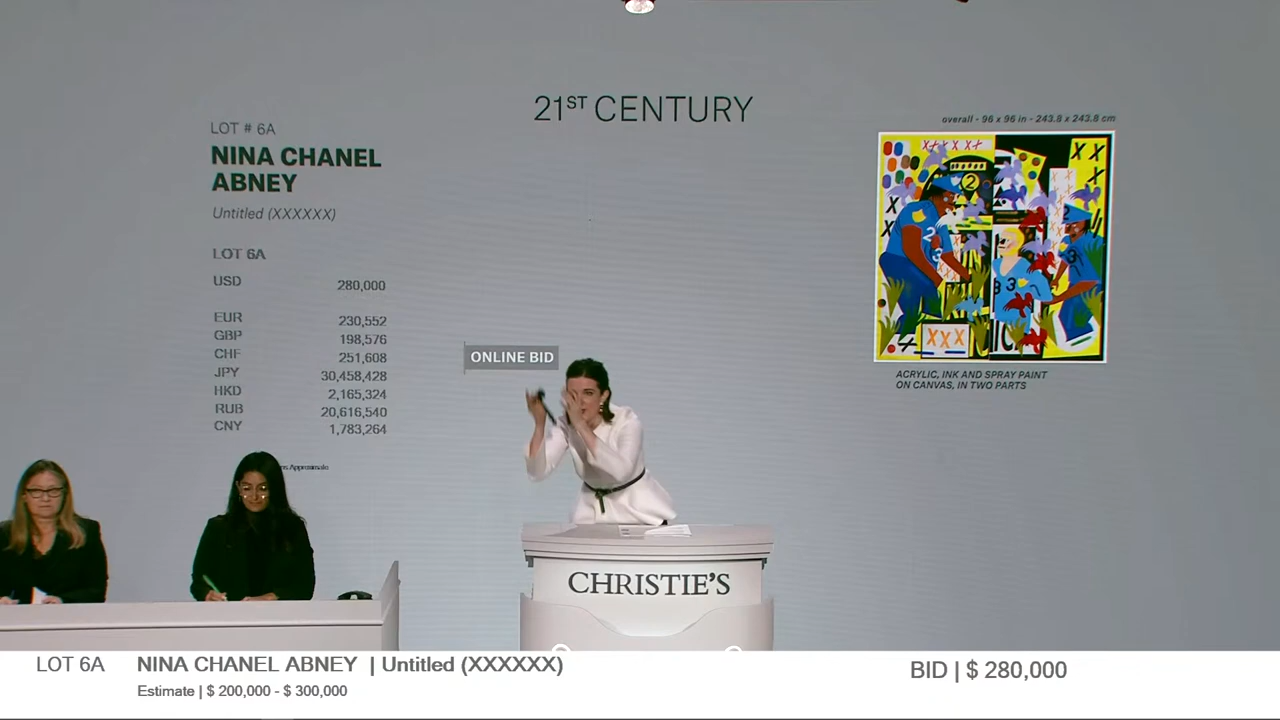 21ST CENTURY
LOT # 6A
NINA CHANEL
ABNEY
Untitled (XXXXXX)
LOT 6A
USD 280,000
EUR 230,552
GBP 198,576
CHF 251,608
JPY 30,458,428
HKD 2,165,324
RUB 20,616,540
CNY 1,783,264
Approximate
overall - 96 x 96 in - 243.8 x 243.8 cm
ACRYLIC, INK AND SPRAY PAINT
ON CANVAS, IN TWO PARTS
ONLINE BID
CHRISTIE'S
LOT 6A NINA CHANEL ABNEY | Untitled (XXXXXX)
Estimate | $ 200,000 - $ 300,000
BID | $ 280,000